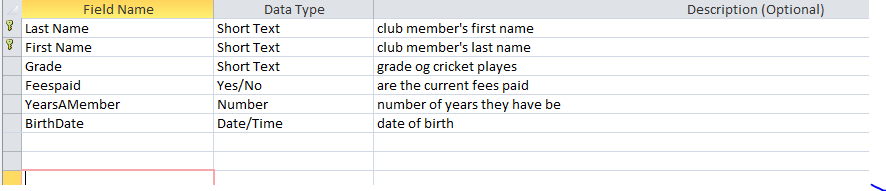 Field Name Data Type Description (Optional)
Last Name Short Text club member's first name
First Name Short Text club member's last name
Grade Short Text grade og cricket playes
Feespaid Yes/No are the current fees paid
YearsAMember Number number of years they have be
BirthDate Date/Time date of birth